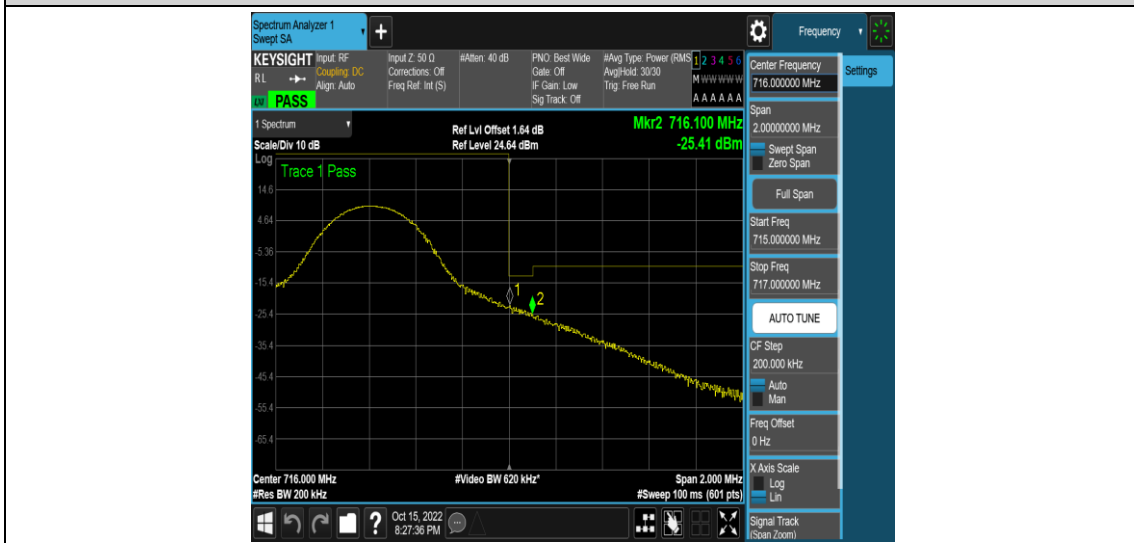 Spectrum Analyzer 1
Swept SA
+
Frequency
KEYSIGHT
RL
PASS
Input: RF
Coupling: DC
Align: Auto
Input Z: 50 Ω
Corrections: Off
Freq Ref: Int (S)
#Atten: 40 dB
PNO: Best Wide
Gate: Off
IF Gain: Low
Sig Track: Off
#Avg Type: Power (RMS
Avg|Hold: 30/30
Trig: Free Run
1 2 3 4 5 6
M W W W W W
A A A A A A
1 Spectrum
Scale/Div 10 dB
Ref Lvl Offset 1.64 dB
Ref Level 24.64 dBm
Mkr2 716.100 MHz
-25.41 dBm
Log
Trace 1 Pass
14.6
4.64
-5.36
-15.4
-25.4
-35.4
-45.4
-55.4
-65.4
1
2
Center 716.000 MHz
#Res BW 200 kHz
#Video BW 620 kHz*
Span 2.000 MHz
#Sweep 100 ms (601 pts)
Center Frequency
716.000000 MHz
Settings
Span
2.00000000 MHz
Swept Span
Zero Span
Full Span
Start Freq
715.000000 MHz
Stop Freq
717.000000 MHz
AUTO TUNE
CF Step
200.000 kHz
Auto
Man
Freq Offset
0 Hz
X Axis Scale
Log
Lin
Signal Track
(Span Zoom)
?
Oct 15, 2022
8:27:36 PM